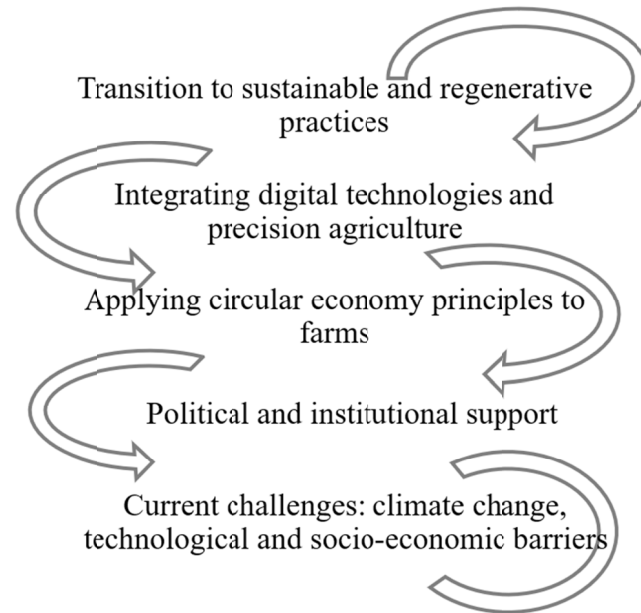 Transition to sustainable and regenerative
practices
Integrating digital technologies and
precision agriculture
Applying circular economy principles to
farms
Political and institutional support
Current challenges: climate change,
technological and socio-economic barriers